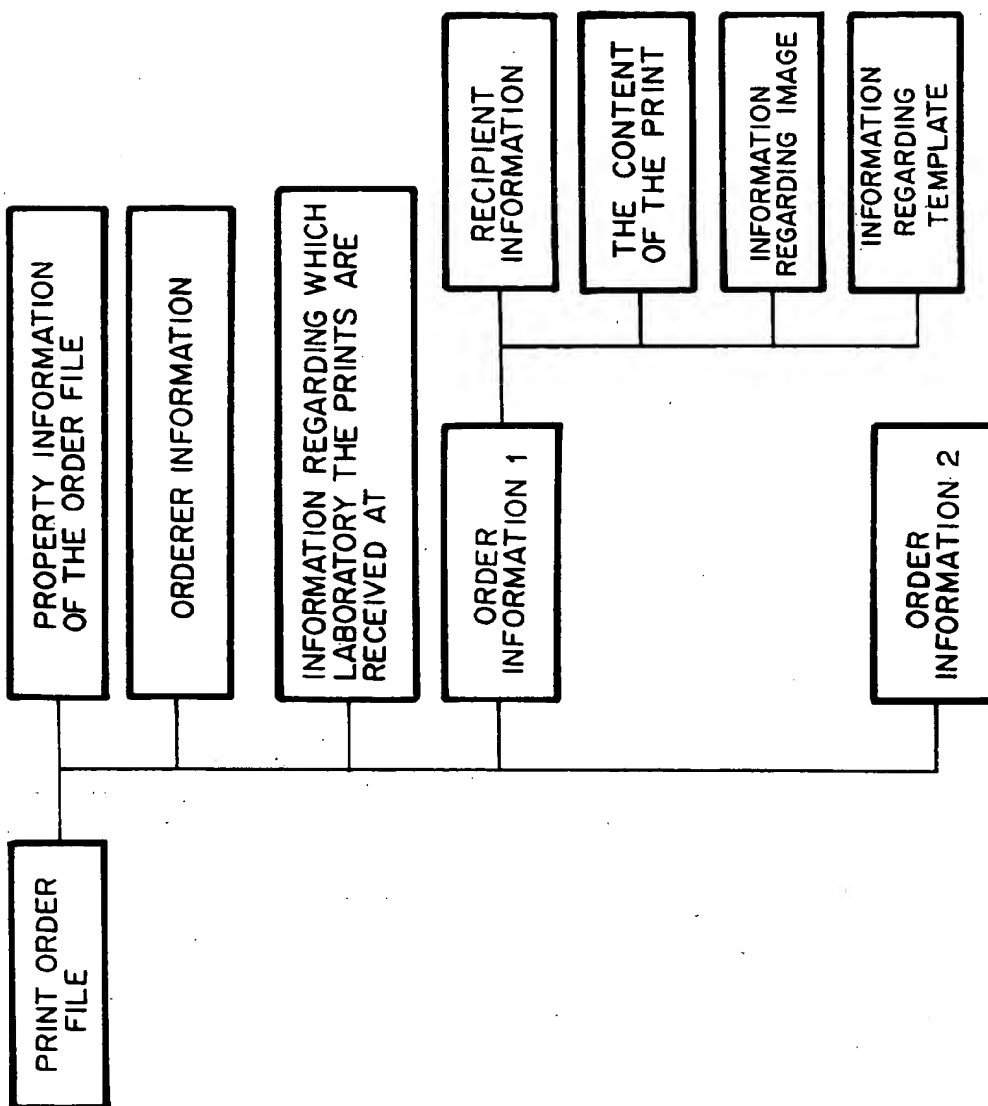 PRINT ORDER
FILE
PROPERTY INFORMATION
OF THE ORDER FILE
ORDERER INFORMATION
INFORMATION REGARDING WHICH
LABORATORY THE PRINTS ARE
RECEIVED AT
ORDER
INFORMATION 1
RECIPIENT
INFORMATION
THE CONTENT
OF THE PRINT
INFORMATION
REGARDING IMAGE
INFORMATION
REGARDING
TEMPLATE
ORDER
INFORMATION 2